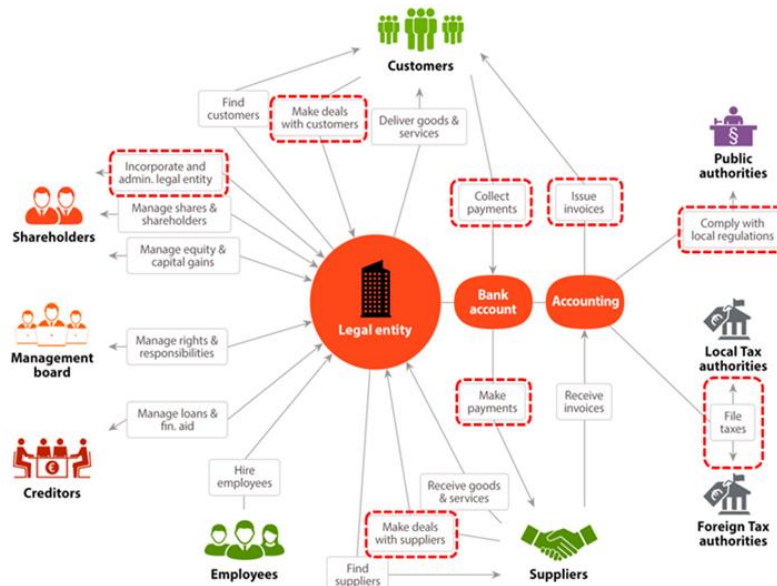 Customers
Find
customers
Make deals
with customers
Deliver goods &
services
Incorporate and
admin. legal entity
Manage shares &
shareholders
Manage equity &
capital gains
Shareholders
Collect
payments
Issue
invoices
§
Public
authorities
Comply with
local regulations
Legal entity
Bank
account
Accounting
Management
board
Manage rights &
responsibilities
Local Tax
authorities
Make
payments
Receive
invoices
File
taxes
Manage loans &
fin. aid
€
Creditors
Hire
employees
Receive goods
& services
Make deals
with suppliers
Employees
Find
suppliers
Suppliers
Foreign Tax
authorities